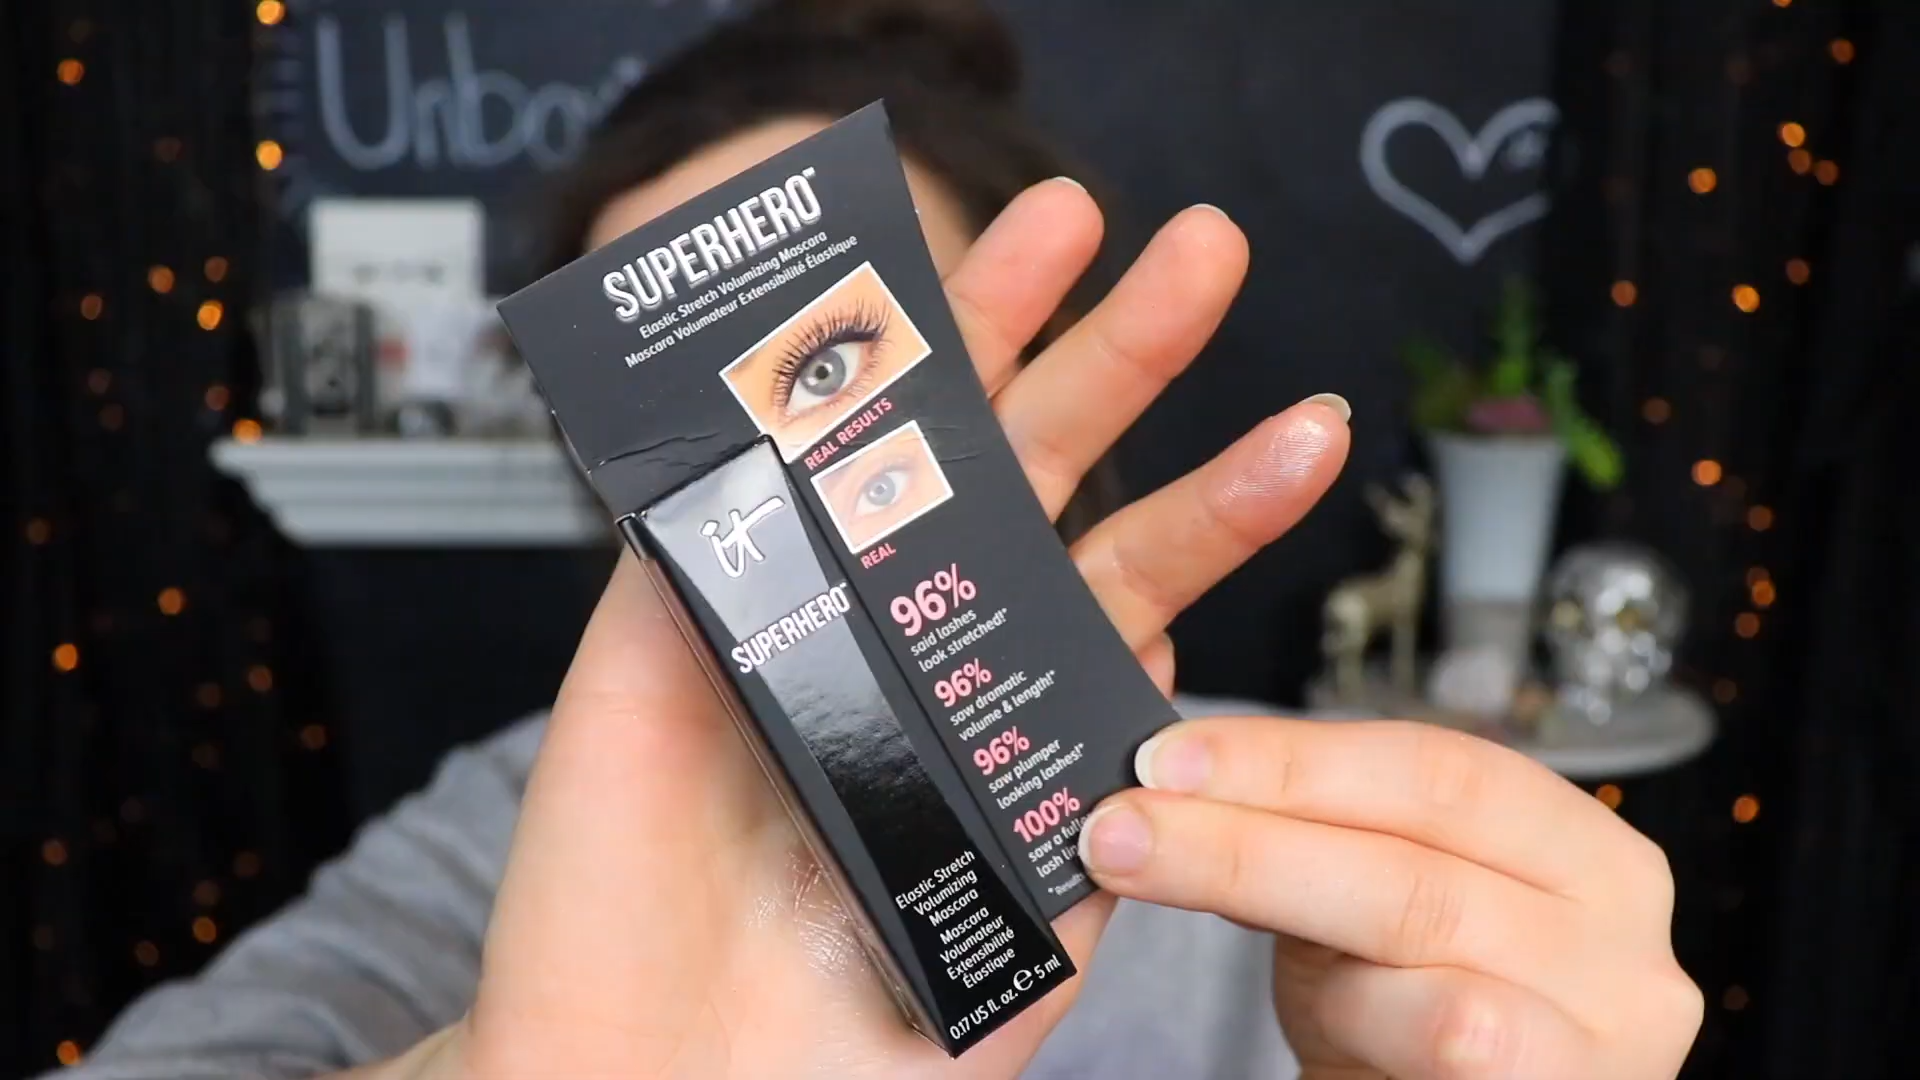 Unbo
SUPERHERO™
Elastic Stretch Volumizing Mascara
Mascara Volumateur Extensibilité Élastique
REAL RESULTS
REAL
it
SUPERHERO™
96%
said lashes
look stretched!*
96%
saw dramatic
volume & length!*
96%
saw plumper
looking lashes!*
100%
saw a
lash
Elastic Stretch
Volumizing
Mascara
Mascara
Volumateur
Extensibilité
Élastique
0.17 US fl. oz. ℮ 5 ml